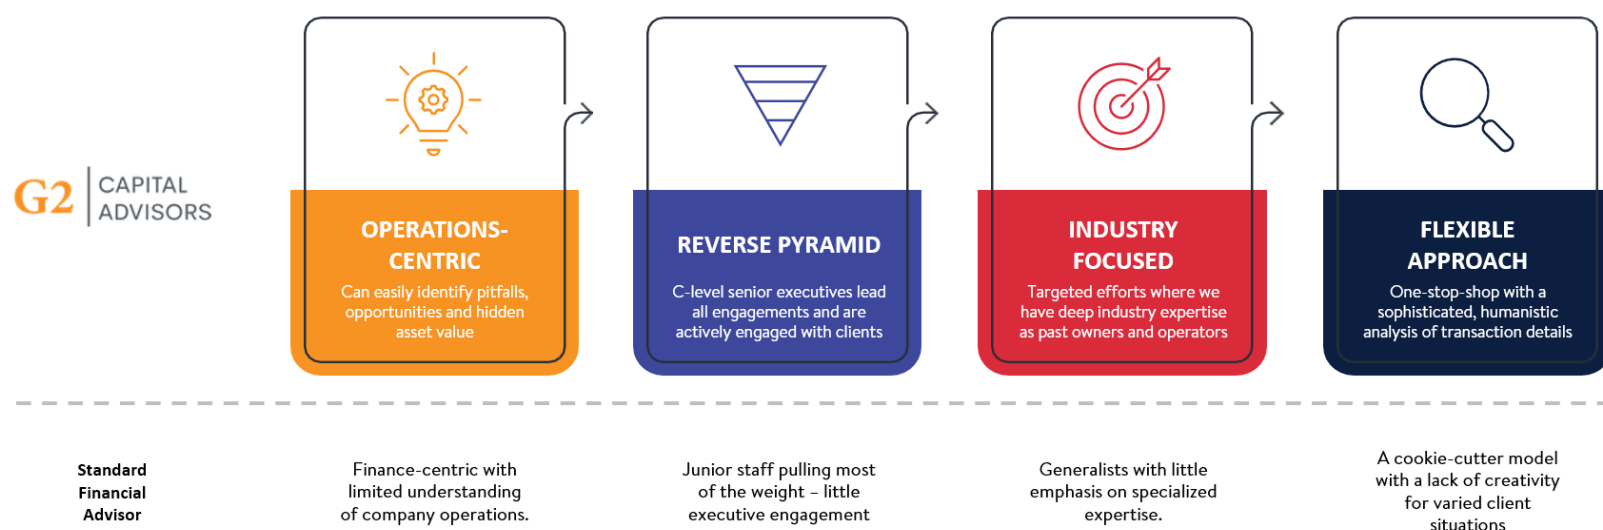 G2 CAPITAL
ADVISORS
OPERATIONS-
CENTRIC
Can easily identify pitfalls,
opportunities and hidden
asset value
REVERSE PYRAMID
C-level senior executives lead
all engagements and are
actively engaged with clients
INDUSTRY
FOCUSED
Targeted efforts where we
have deep industry expertise
as past owners and operators
FLEXIBLE
APPROACH
One-stop-shop with a
sophisticated, humanistic
analysis of transaction details
Standard
Financial
Advisor
Finance-centric with
limited understanding
of company operations.
Junior staff pulling most
of the weight – little
executive engagement
Generalists with little
emphasis on specialized
expertise.
A cookie-cutter model
with a lack of creativity
for varied client
situations